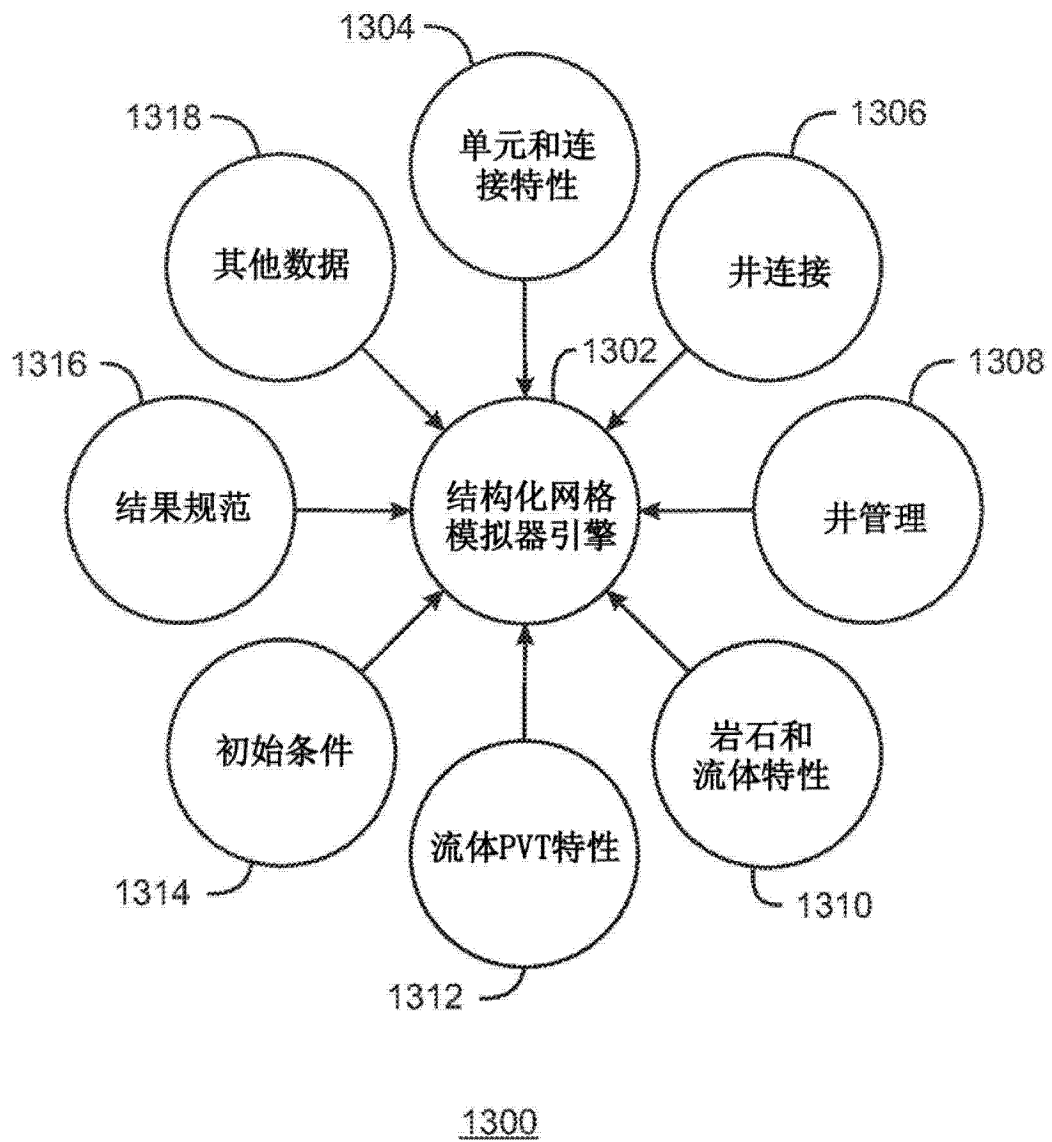 1304
单元和连
接特性
1318
其他数据
1306
井连接
1316
结果规范
1302
结构化网格
模拟器引擎
1308
井管理
初始条件
1314
流体PVT特性
1312
岩石和
流体特性
1310
1300